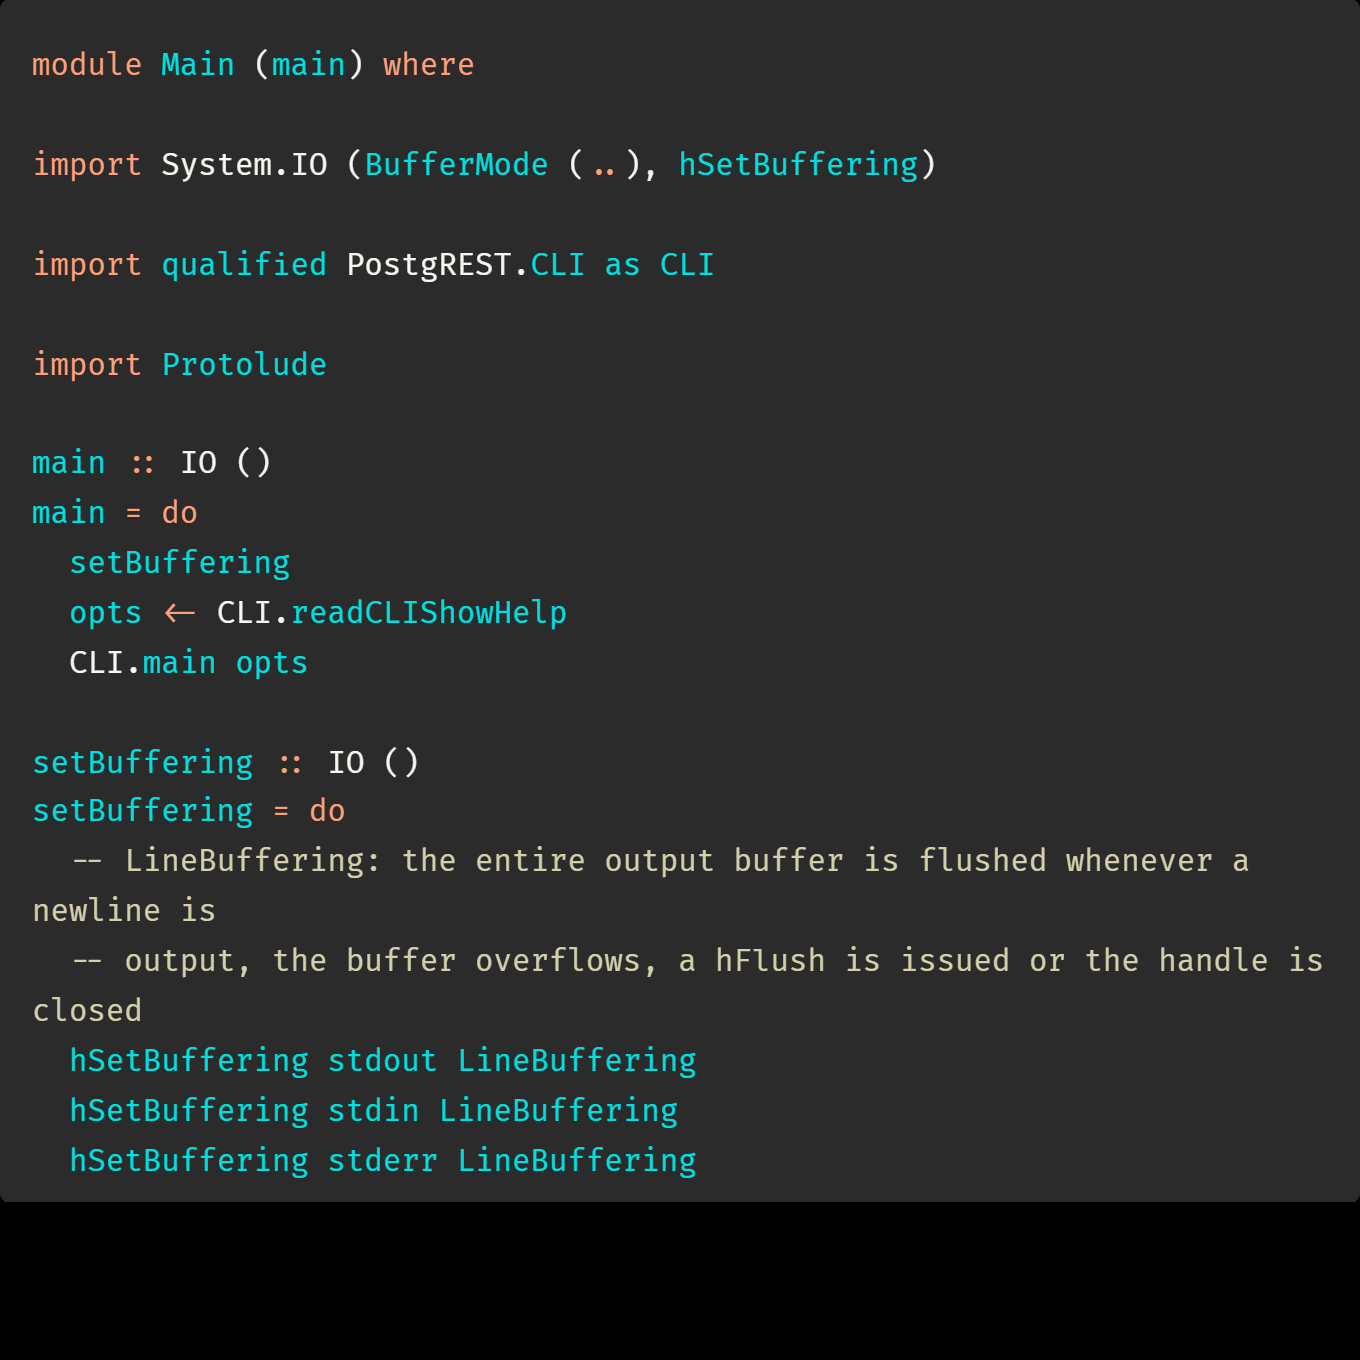 module Main (main) where

import System.IO (BufferMode (..), hSetBuffering)

import qualified PostgREST.CLI as CLI

import Protolude

main :: IO ()
main = do
  setBuffering
  opts <- CLI.readCLIShowHelp
  CLI.main opts

setBuffering :: IO ()
setBuffering = do
  -- LineBuffering: the entire output buffer is flushed whenever a
newline is
  -- output, the buffer overflows, a hFlush is issued or the handle is
closed
  hSetBuffering stdout LineBuffering
  hSetBuffering stdin LineBuffering
  hSetBuffering stderr LineBuffering